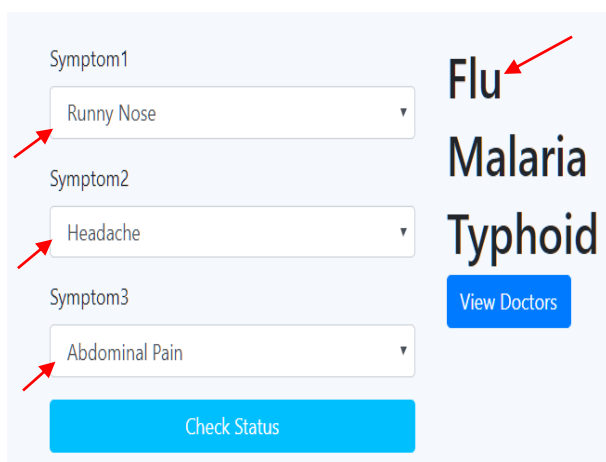 Symptom1
Runny Nose
Symptom2
Headache
Symptom3
Abdominal Pain
Check Status
Flu
Malaria
Typhoid
View Doctors